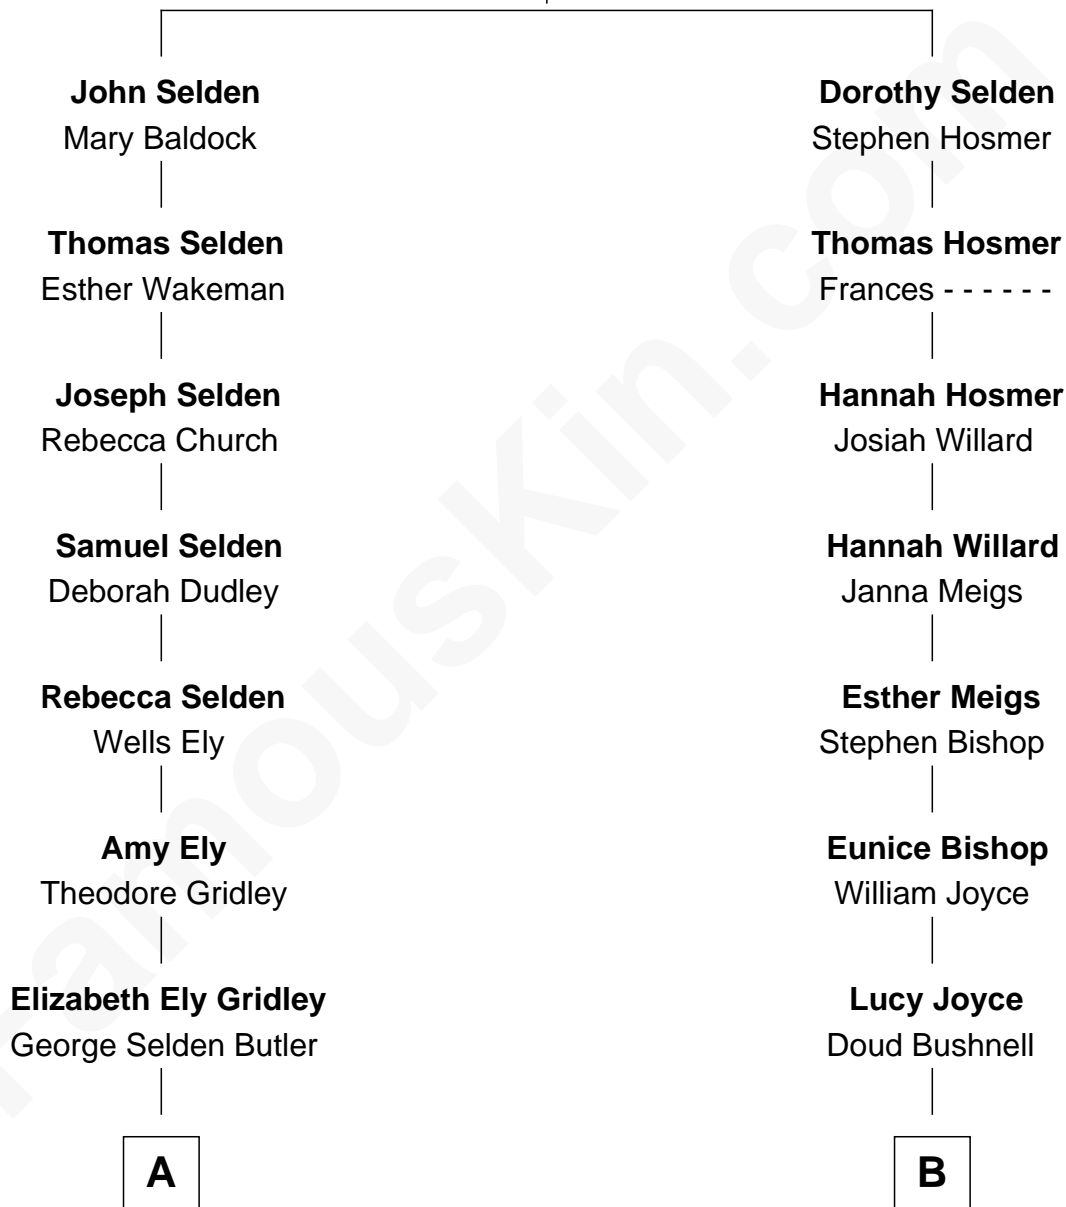 John Selden
Mary Baldock
Dorothy Selden
Stephen Hosmer
Thomas Selden
Esther Wakeman
Thomas Hosmer
Frances - - - - - -
Joseph Selden
Rebecca Church
Hannah Hosmer
Josiah Willard
Samuel Selden
Deborah Dudley
Hannah Willard
Janna Meigs
Rebecca Selden
Wells Ely
Esther Meigs
Stephen Bishop
Amy Ely
Theodore Gridley
Eunice Bishop
William Joyce
Elizabeth Ely Gridley
George Selden Butler
Lucy Joyce
Doud Bushnell
A
B
FamousKin.com